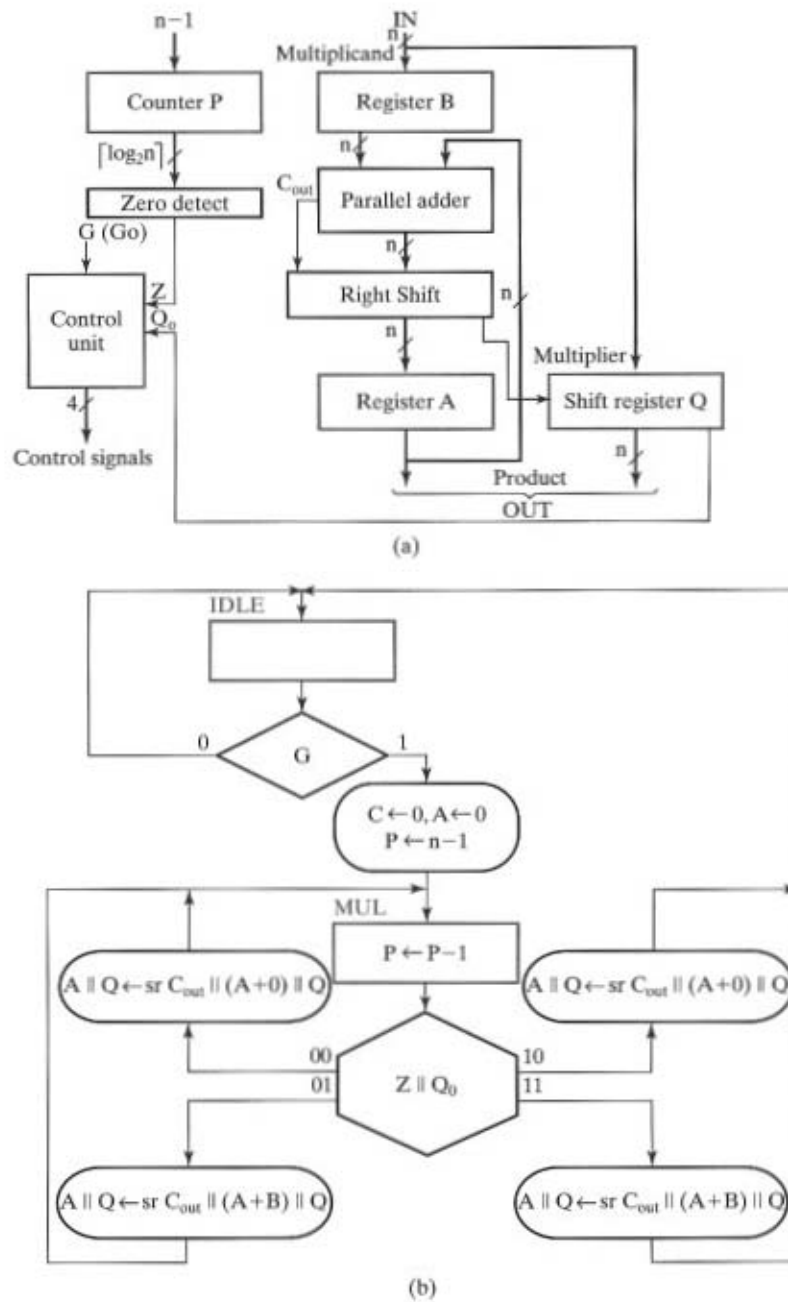 n−1
IN
n
Multiplicand
Counter P
Register B
⌈log₂n⌉
n
Zero detect
C_out
Parallel adder
G (Go)
n
Z
Right Shift
n
Q₀
Control unit
n
Multiplier
4
Register A
Shift register Q
Control signals
n
Product
OUT
(a)
IDLE
0
G
1
C ← 0, A ← 0
P ← n−1
MUL
P ← P−1
A || Q ← sr C_out || (A+0) || Q
A || Q ← sr C_out || (A+0) || Q
00
10
01
Z || Q₀
11
A || Q ← sr C_out || (A+B) || Q
A || Q ← sr C_out || (A+B) || Q
(b)